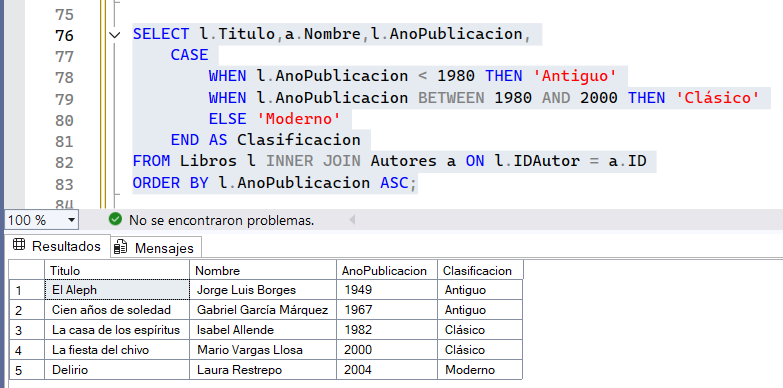 75
76 SELECT l.Titulo,a.Nombre,l.AnoPublicacion,
77 CASE
78 WHEN l.AnoPublicacion < 1980 THEN 'Antiguo'
79 WHEN l.AnoPublicacion BETWEEN 1980 AND 2000 THEN 'Clásico'
80 ELSE 'Moderno'
81 END AS Clasificacion
82 FROM Libros l INNER JOIN Autores a ON l.IDAutor = a.ID
83 ORDER BY l.AnoPublicacion ASC;
84
100 % No se encontraron problemas.
Resultados Mensajes
Titulo Nombre AnoPublicacion Clasificacion
1 El Aleph Jorge Luis Borges 1949 Antiguo
2 Cien años de soledad Gabriel García Márquez 1967 Antiguo
3 La casa de los espíritus Isabel Allende 1982 Clásico
4 La fiesta del chivo Mario Vargas Llosa 2000 Clásico
5 Delirio Laura Restrepo 2004 Moderno